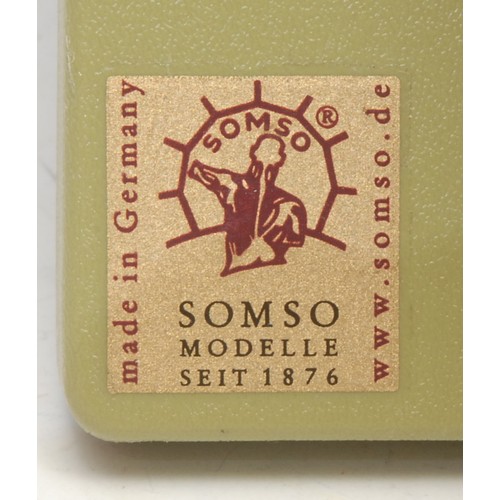 SOMSO ®
SOMSO
MODELLE
SEIT 1876
made in Germany
www.somso.de